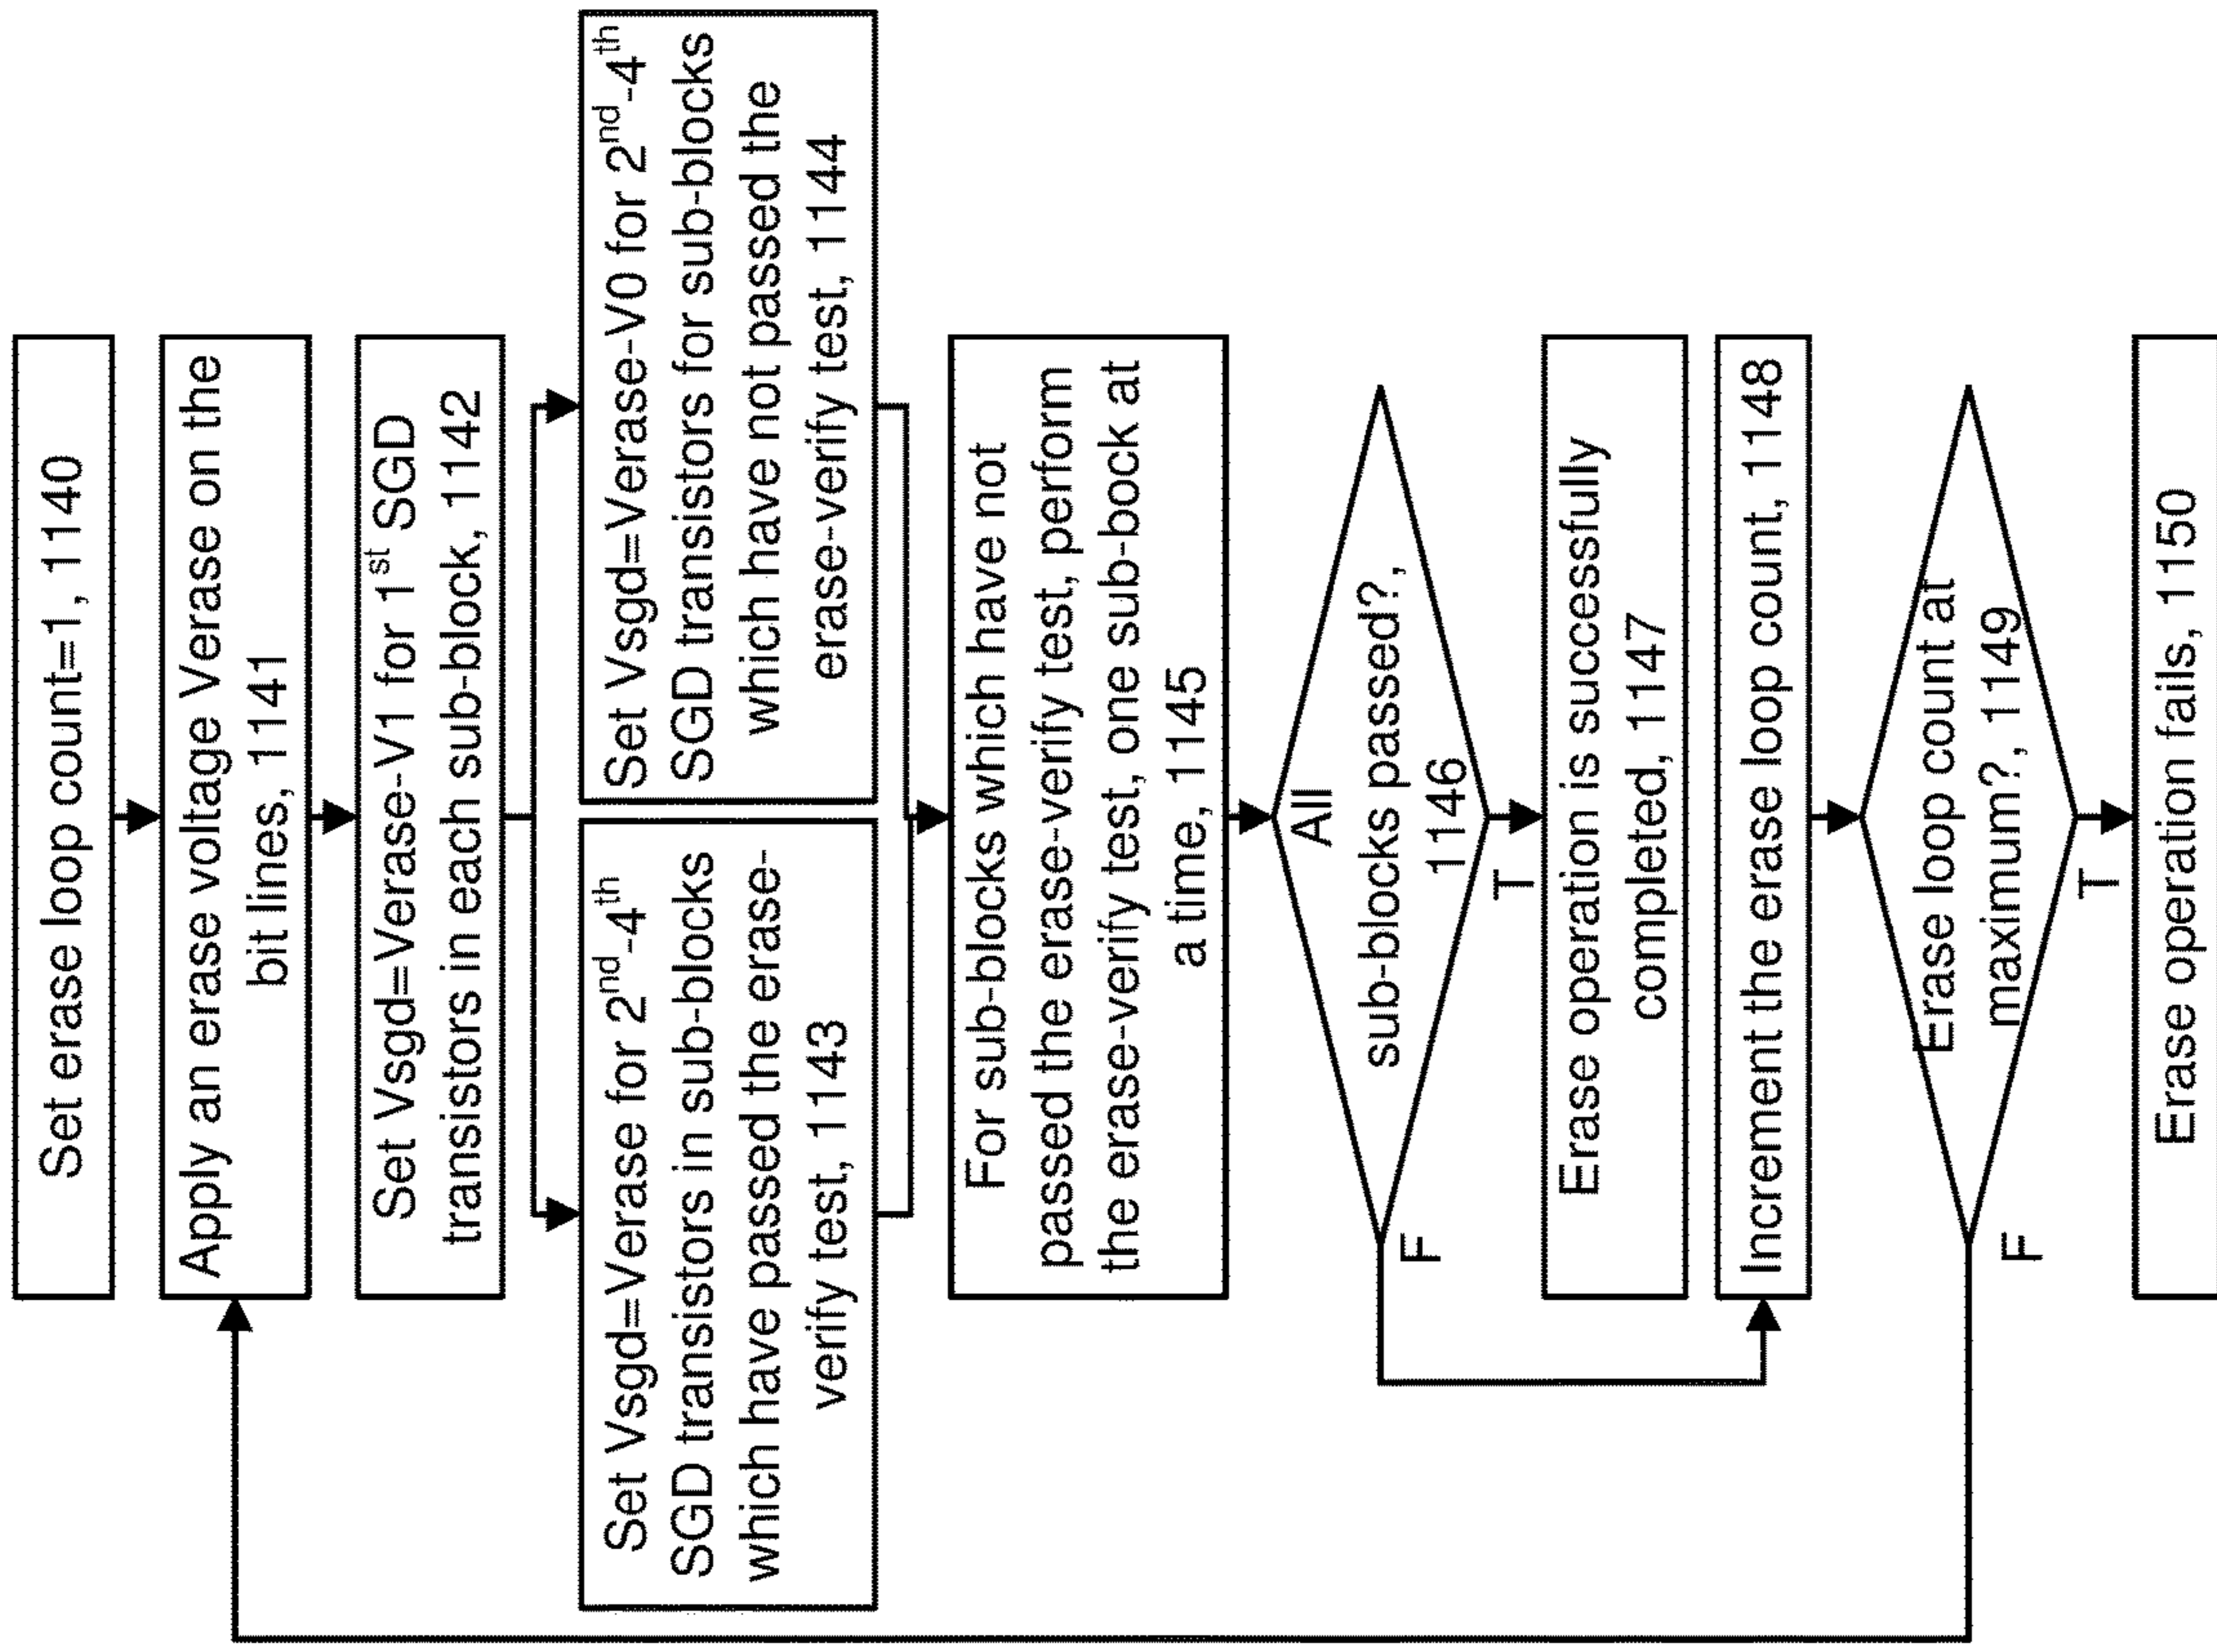 Set erase loop count=1, 1140
Apply an erase voltage Verase on the
bit lines, 1141
Set Vsgd=Verase-V1 for 1st SGD
transistors in each sub-block, 1142
Set Vsgd=Verase for 2nd-4th
SGD transistors in sub-blocks
which have passed the erase-
verify test, 1143
Set Vsgd=Verase-V0 for 2nd-4th
SGD transistors for sub-blocks
which have not passed the
erase-verify test, 1144
For sub-blocks which have not
passed the erase-verify test, perform
the erase-verify test, one sub-bock at
a time, 1145
All
sub-blocks passed?,
1146
F
T
Erase operation is successfully
completed, 1147
Increment the erase loop count, 1148
Erase loop count at
maximum?, 1149
F
T
Erase operation fails, 1150